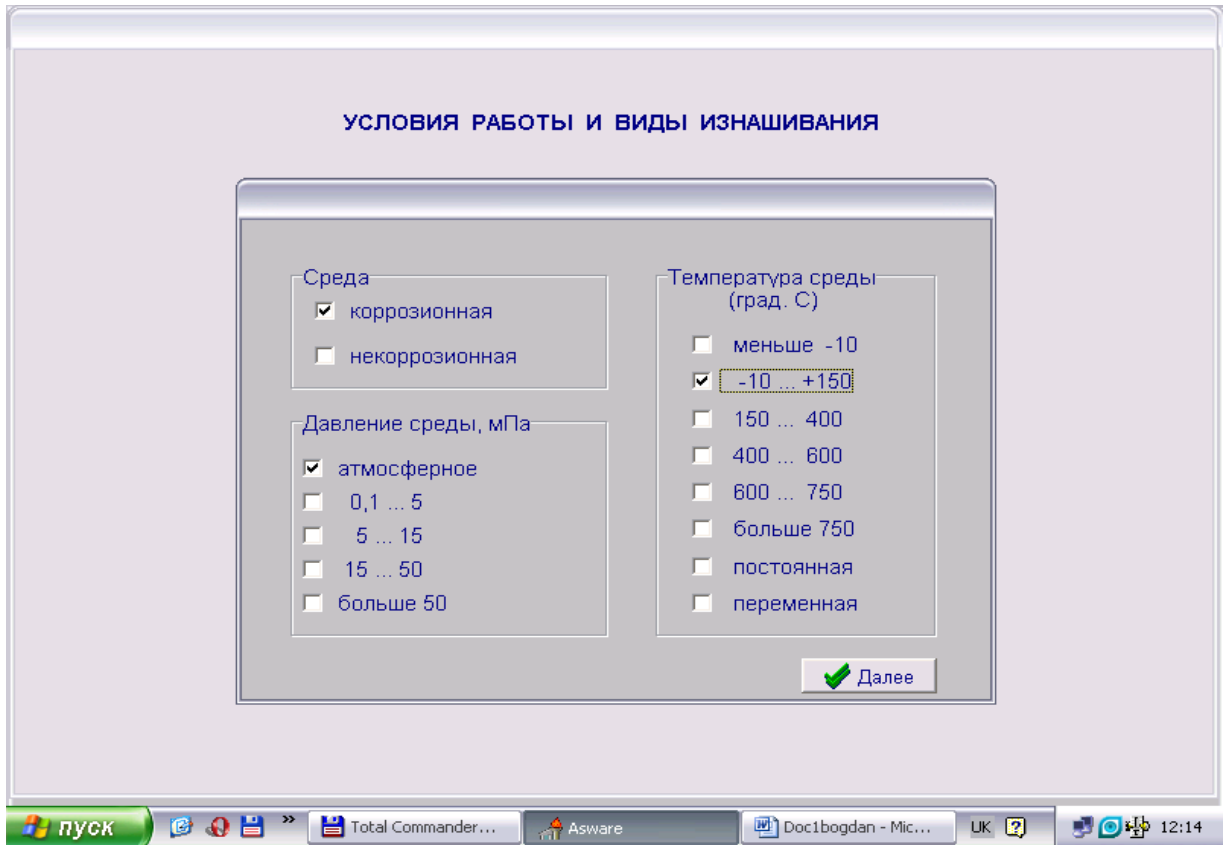 УСЛОВИЯ РАБОТЫ И ВИДЫ ИЗНАШИВАНИЯ
Среда
коррозионная
некоррозионная
Давление среды, мПа
атмосферное
0,1 ... 5
5 ... 15
15 ... 50
больше 50
Температура среды
(град. С)
меньше -10
-10 ... +150
150 ... 400
400 ... 600
600 ... 750
больше 750
постоянная
переменная
Далее
пуск
»
Total Commander...
Asware
Doc1bogdan - Mic...
UK
12:14